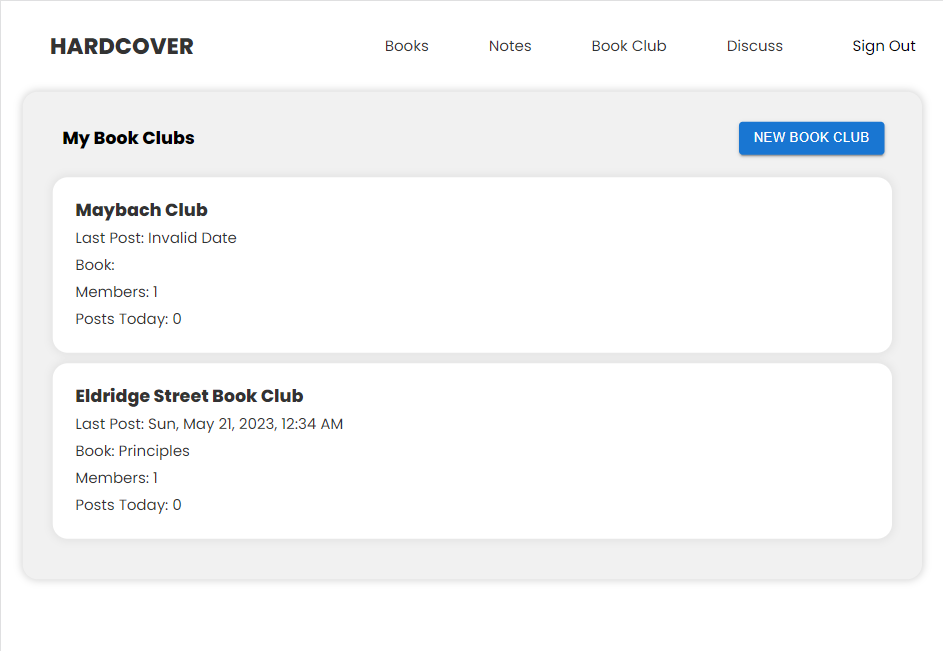 HARDCOVER Books Notes Book Club Discuss Sign Out
My Book Clubs NEW BOOK CLUB
Maybach Club
Last Post: Invalid Date
Book:
Members: 1
Posts Today: 0
Eldridge Street Book Club
Last Post: Sun, May 21, 2023, 12:34 AM
Book: Principles
Members: 1
Posts Today: 0